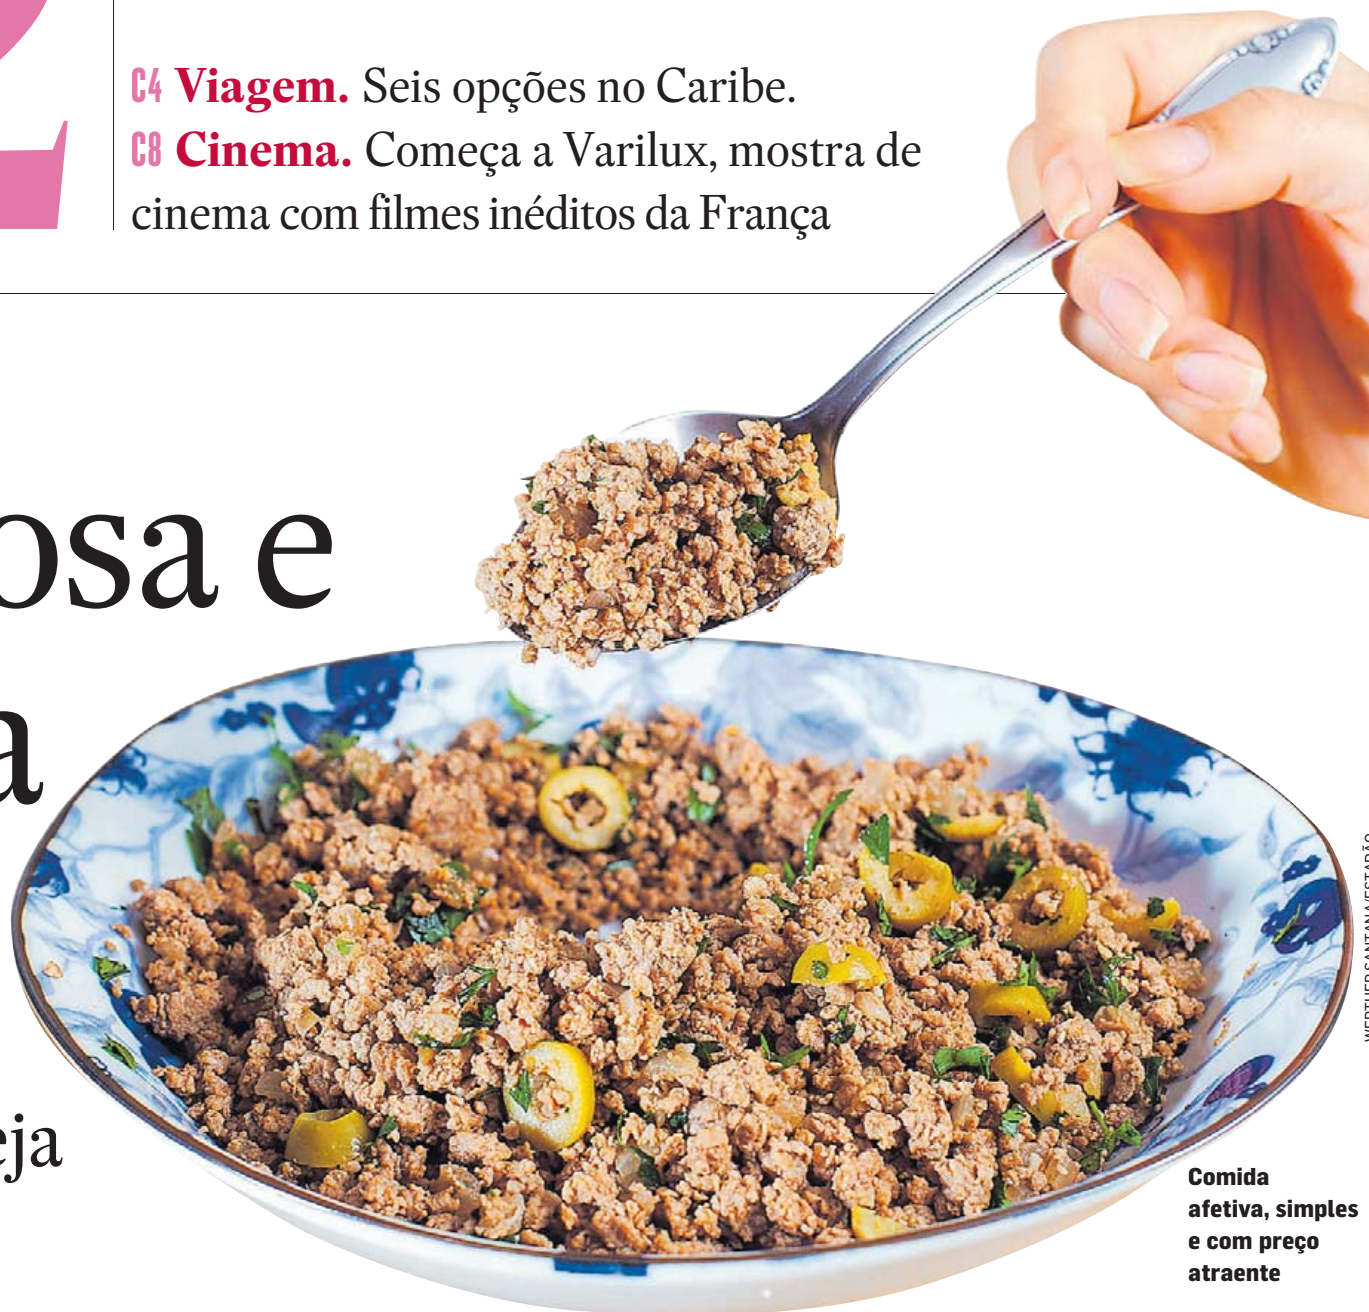 C4 Viagem. Seis opções no Caribe.
C8 Cinema. Começa a Varilux, mostra de
cinema com filmes inéditos da França
osa e
a
eja
Comida
afetiva, simples
e com preço
atraente